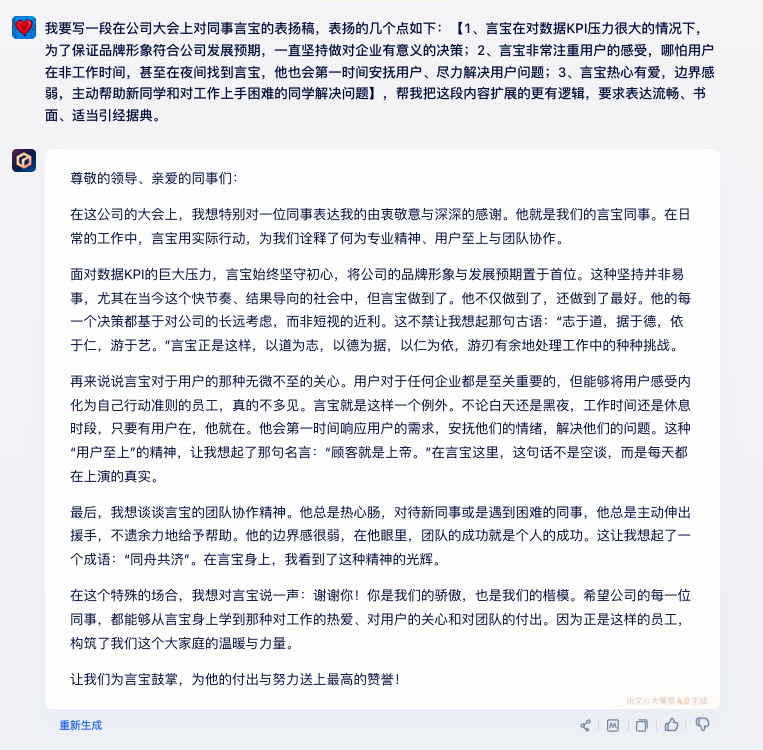 我要写一段在公司大会上对同事言宝的表扬稿，表扬的几个点如下：【1、言宝在对数据KPI压力很大的情况下，
为了保证品牌形象符合公司发展预期，一直坚持做对企业有意义的决策；2、言宝非常注重用户的感受，哪怕用户
在非工作时间，甚至在夜间找到言宝，他也会第一时间安抚用户、尽力解决用户问题；3、言宝热心有爱，边界感
弱，主动帮助新同学和对工作上手困难的同学解决问题】，帮我把这段内容扩展的更有逻辑，要求表达流畅、书
面、适当引经据典。
尊敬的领导、亲爱的同事们：
在这公司的大会上，我想特别对一位同事表达我的由衷敬意与深深的感谢。他就是我们的言宝同事。在日
常的工作中，言宝用实际行动，为我们诠释了何为专业精神、用户至上与团队协作。
面对数据KPI的巨大压力，言宝始终坚守初心，将公司的品牌形象与发展预期置于首位。这种坚持并非易
事，尤其在当今这个快节奏、结果导向的社会中，但言宝做到了。他不仅做到了，还做到了最好。他的每
一个决策都基于对公司的长远考虑，而非短视的近利。这不禁让我想起那句古语：“志于道，据于德，依
于仁，游于艺。”言宝正是这样，以道为志，以德为据，以仁为依，游刃有余地处理工作中的种种挑战。
再来说说言宝对于用户的那种无微不至的关心。用户对于任何企业都是至关重要的，但能够将用户感受内
化为自己行动准则的员工，真的不多见。言宝就是这样一个例外。不论白天还是黑夜，工作时间还是休息
时段，只要有用户在，他就在。他会第一时间响应用户的需求，安抚他们的情绪，解决他们的问题。这种
“用户至上”的精神，让我想起了那句名言：“顾客就是上帝。”在言宝这里，这句话不是空谈，而是每天都
在上演的真实。
最后，我想谈谈言宝的团队协作精神。他总是热心肠，对待新同事或是遇到困难的同事，他总是主动伸出
援手，不遗余力地给予帮助。他的边界感很弱，在他眼里，团队的成功就是个人的成功。这让我想起了一
个成语：“同舟共济”。在言宝身上，我看到了这种精神的光辉。
在这个特殊的场合，我想对言宝说一声：谢谢你！你是我们的骄傲，也是我们的楷模。希望公司的每一位
同事，都能够从言宝身上学到那种对工作的热爱、对用户的关心和对团队的付出。因为正是这样的员工，
构筑了我们这个大家庭的温暖与力量。
让我们为言宝鼓掌，为他的付出与努力送上最高的赞誉！
由文心大模型4.0生成
重新生成